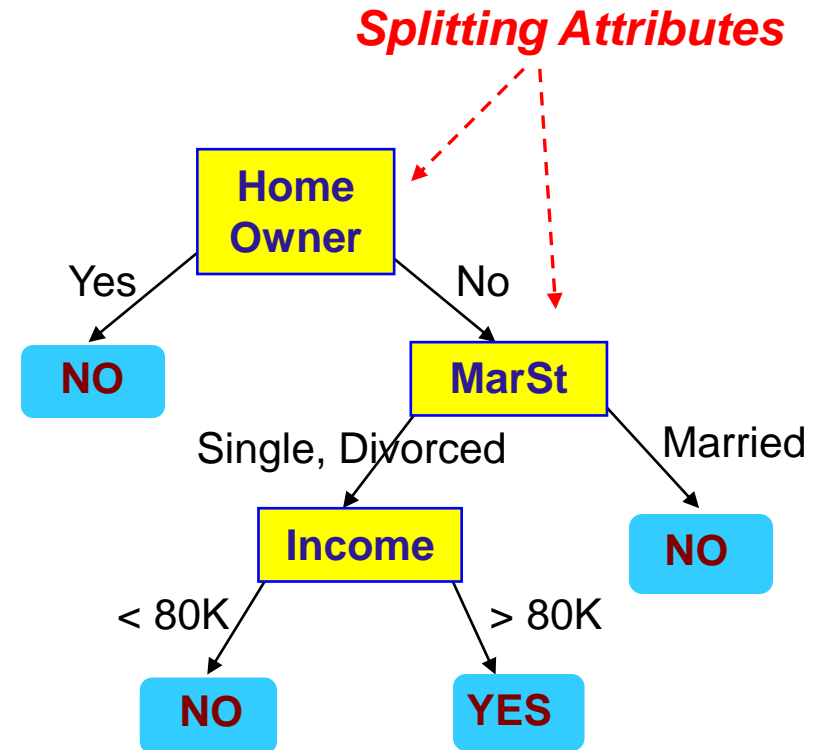 Splitting Attributes
Home
Owner
Yes
No
NO
MarSt
Single, Divorced
Married
Income
NO
< 80K
> 80K
NO
YES